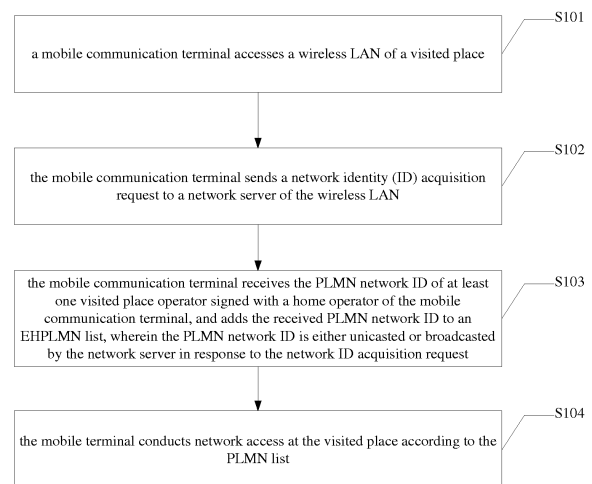 S101
a mobile communication terminal accesses a wireless LAN of a visited place
S102
the mobile communication terminal sends a network identity (ID) acquisition
request to a network server of the wireless LAN
S103
the mobile communication terminal receives the PLMN network ID of at least
one visited place operator signed with a home operator of the mobile
communication terminal, and adds the received PLMN network ID to an
EHPLMN list, wherein the PLMN network ID is either unicasted or broadcasted
by the network server in response to the network ID acquisition request
S104
the mobile terminal conducts network access at the visited place according to the
PLMN list